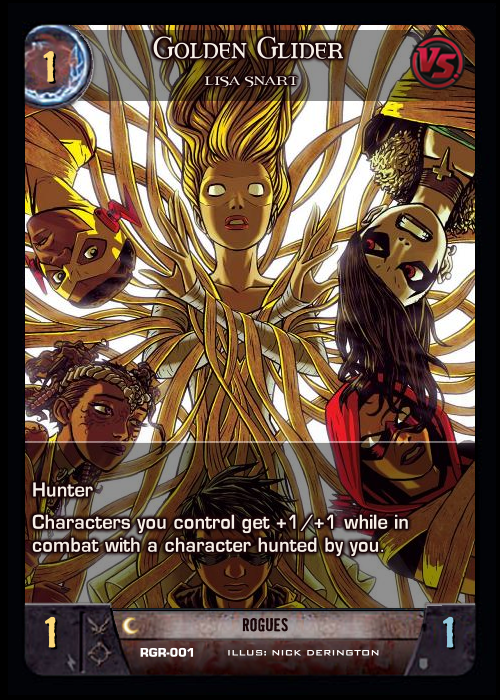 1
GOLDEN GLIDER
LISA SNART
VS
Hunter
Characters you control get +1/+1 while in
combat with a character hunted by you.
1
ROGUES
1
RGR-001 ILLUS: NICK DERINGTON